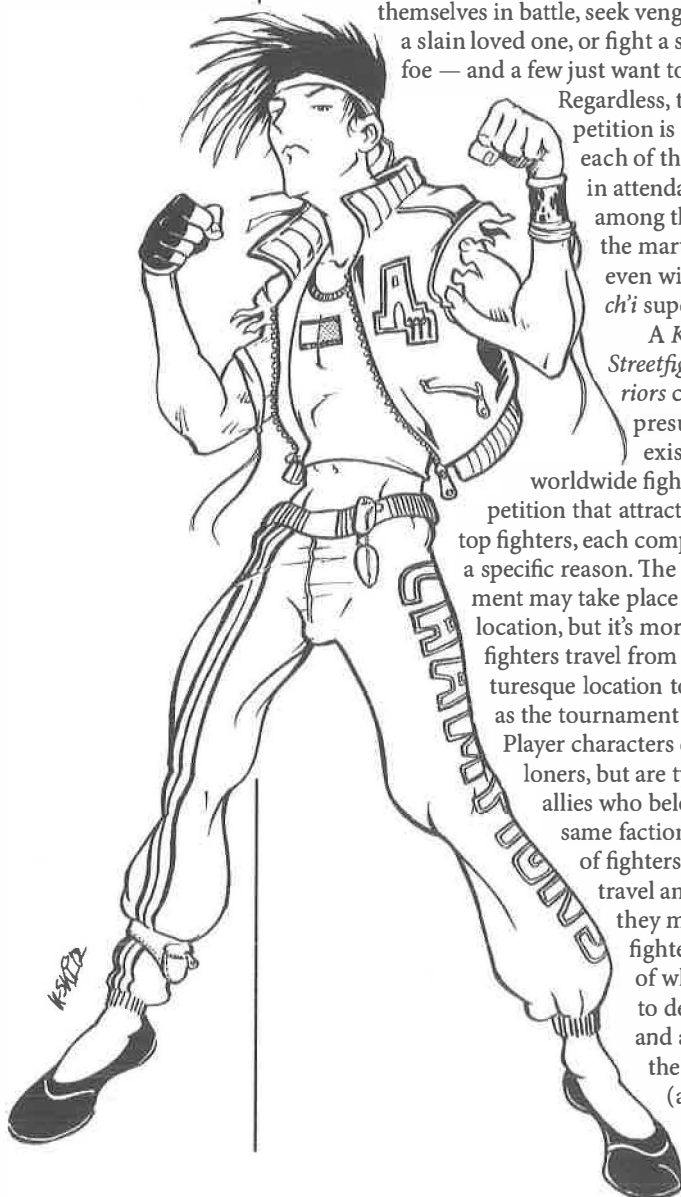 themselves in battle, seek veng
a slain loved one, or fight a s
foe — and a few just want to
Regardless, t
petition is
each of th
in attenda
among th
the mar
even wi
ch'i sup
A K
Streetfig
riors c
presu
exis
worldwide figh
petition that attract
top fighters, each comp
a specific reason. The
ment may take place
location, but it's mor
fighters travel from
turesque location to
as the tournament
Player characters
loners, but are t
allies who bel
same faction
of fighters
travel an
they m
fighte
of wh
to de
and a
the
(a
A
CHAMPIONS